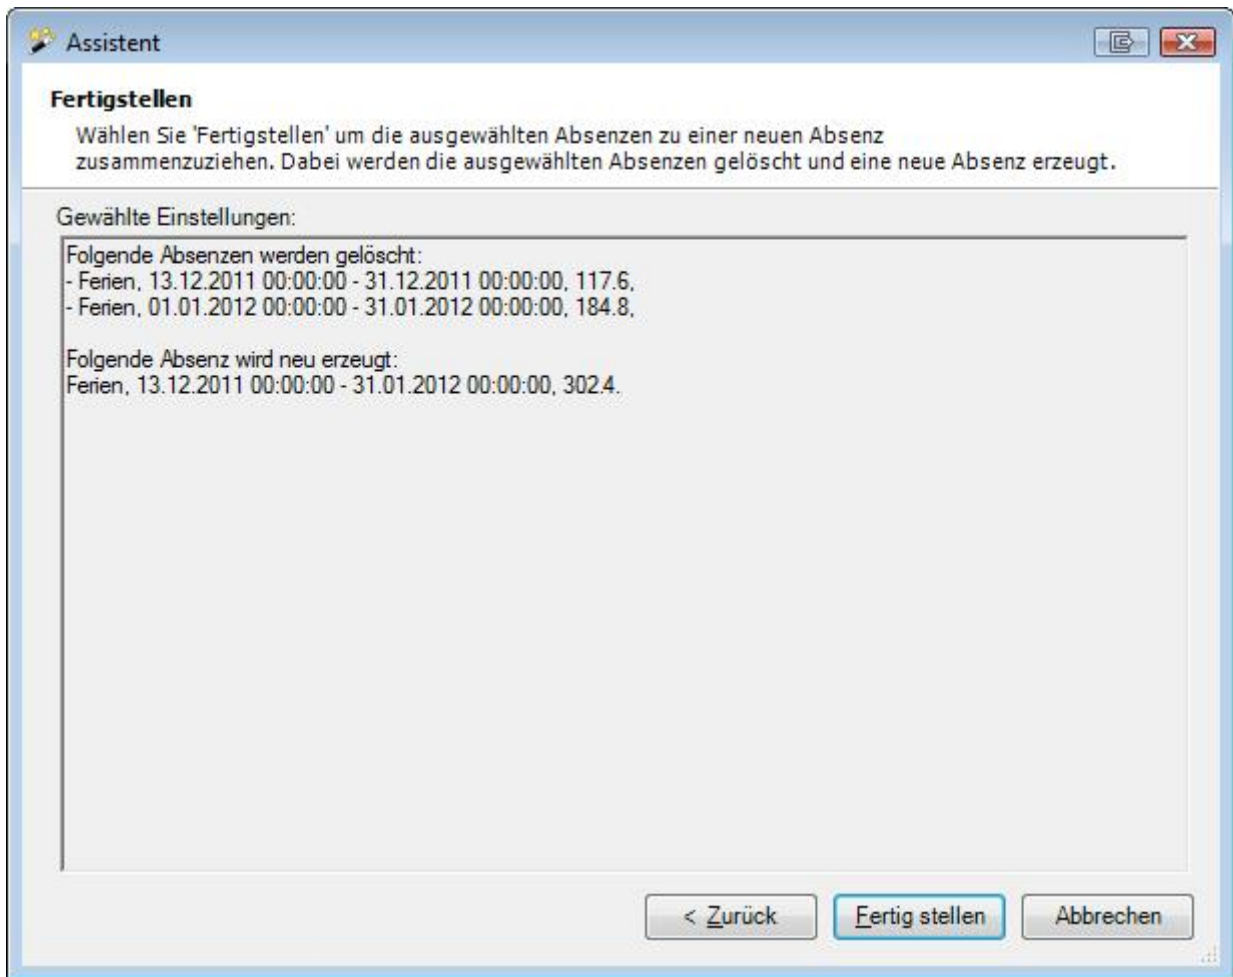 Assistent
Fertigstellen
Wählen Sie 'Fertigstellen' um die ausgewählten Absenzen zu einer neuen Absenz
zusammenzuziehen. Dabei werden die ausgewählten Absenzen gelöscht und eine neue Absenz erzeugt.
Gewählte Einstellungen:
Folgende Absenzen werden gelöscht:
- Ferien, 13.12.2011 00:00:00 - 31.12.2011 00:00:00, 117.6,
- Ferien, 01.01.2012 00:00:00 - 31.01.2012 00:00:00, 184.8,
Folgende Absenz wird neu erzeugt:
Ferien, 13.12.2011 00:00:00 - 31.01.2012 00:00:00, 302.4.
< Zurück
Fertig stellen
Abbrechen